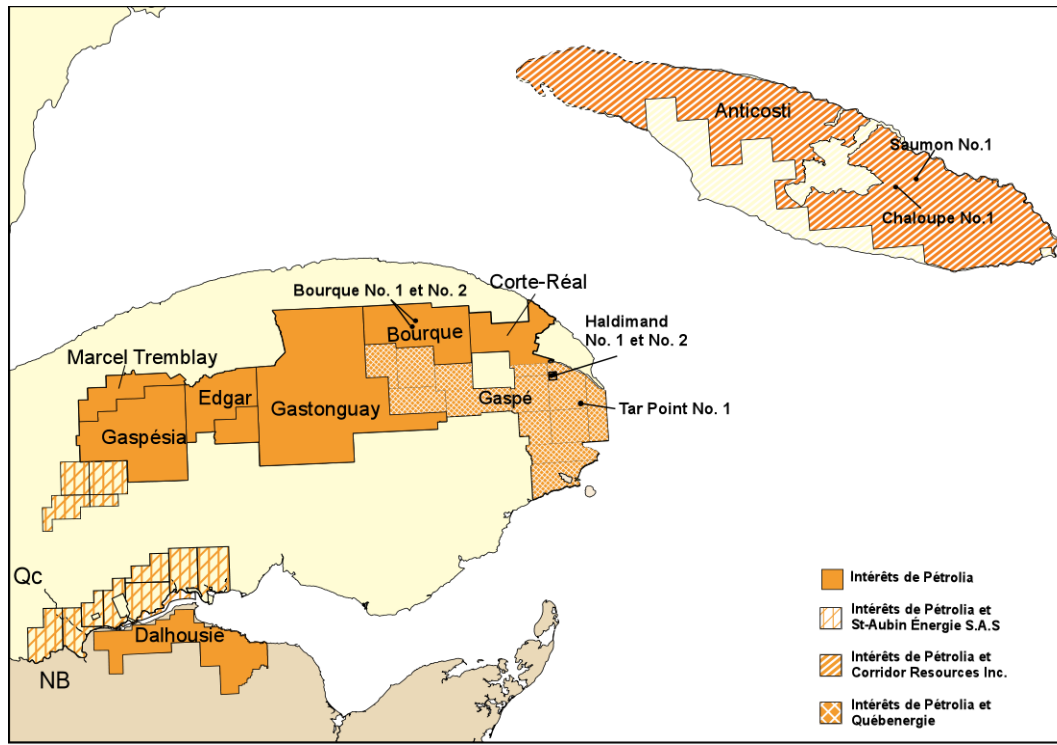 Anticosti
Saumon No.1
Chaloupe No.1
Corte-Réal
Bourque No. 1 et No. 2
Haldimand
No. 1 et No. 2
Bourque
Marcel Tremblay
Edgar
Gaspé
Gastonguay
Tar Point No. 1
Gaspésia
Qc
Dalhousie
NB
Intérêts de Pétrolia
Intérêts de Pétrolia et
St-Aubin Énergie S.A.S
Intérêts de Pétrolia et
Corridor Resources Inc.
Intérêts de Pétrolia et
Québenergie